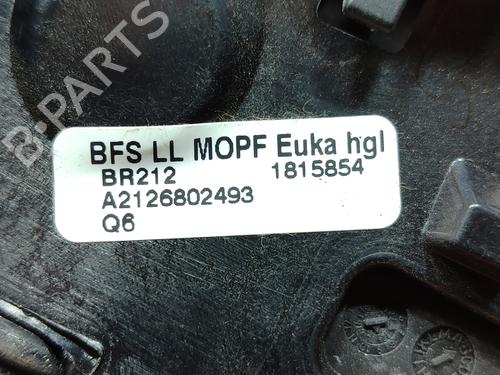 B-PARTS
BFS LL MOPF Euka hgl
BR212 1815854
A2126802493
Q6